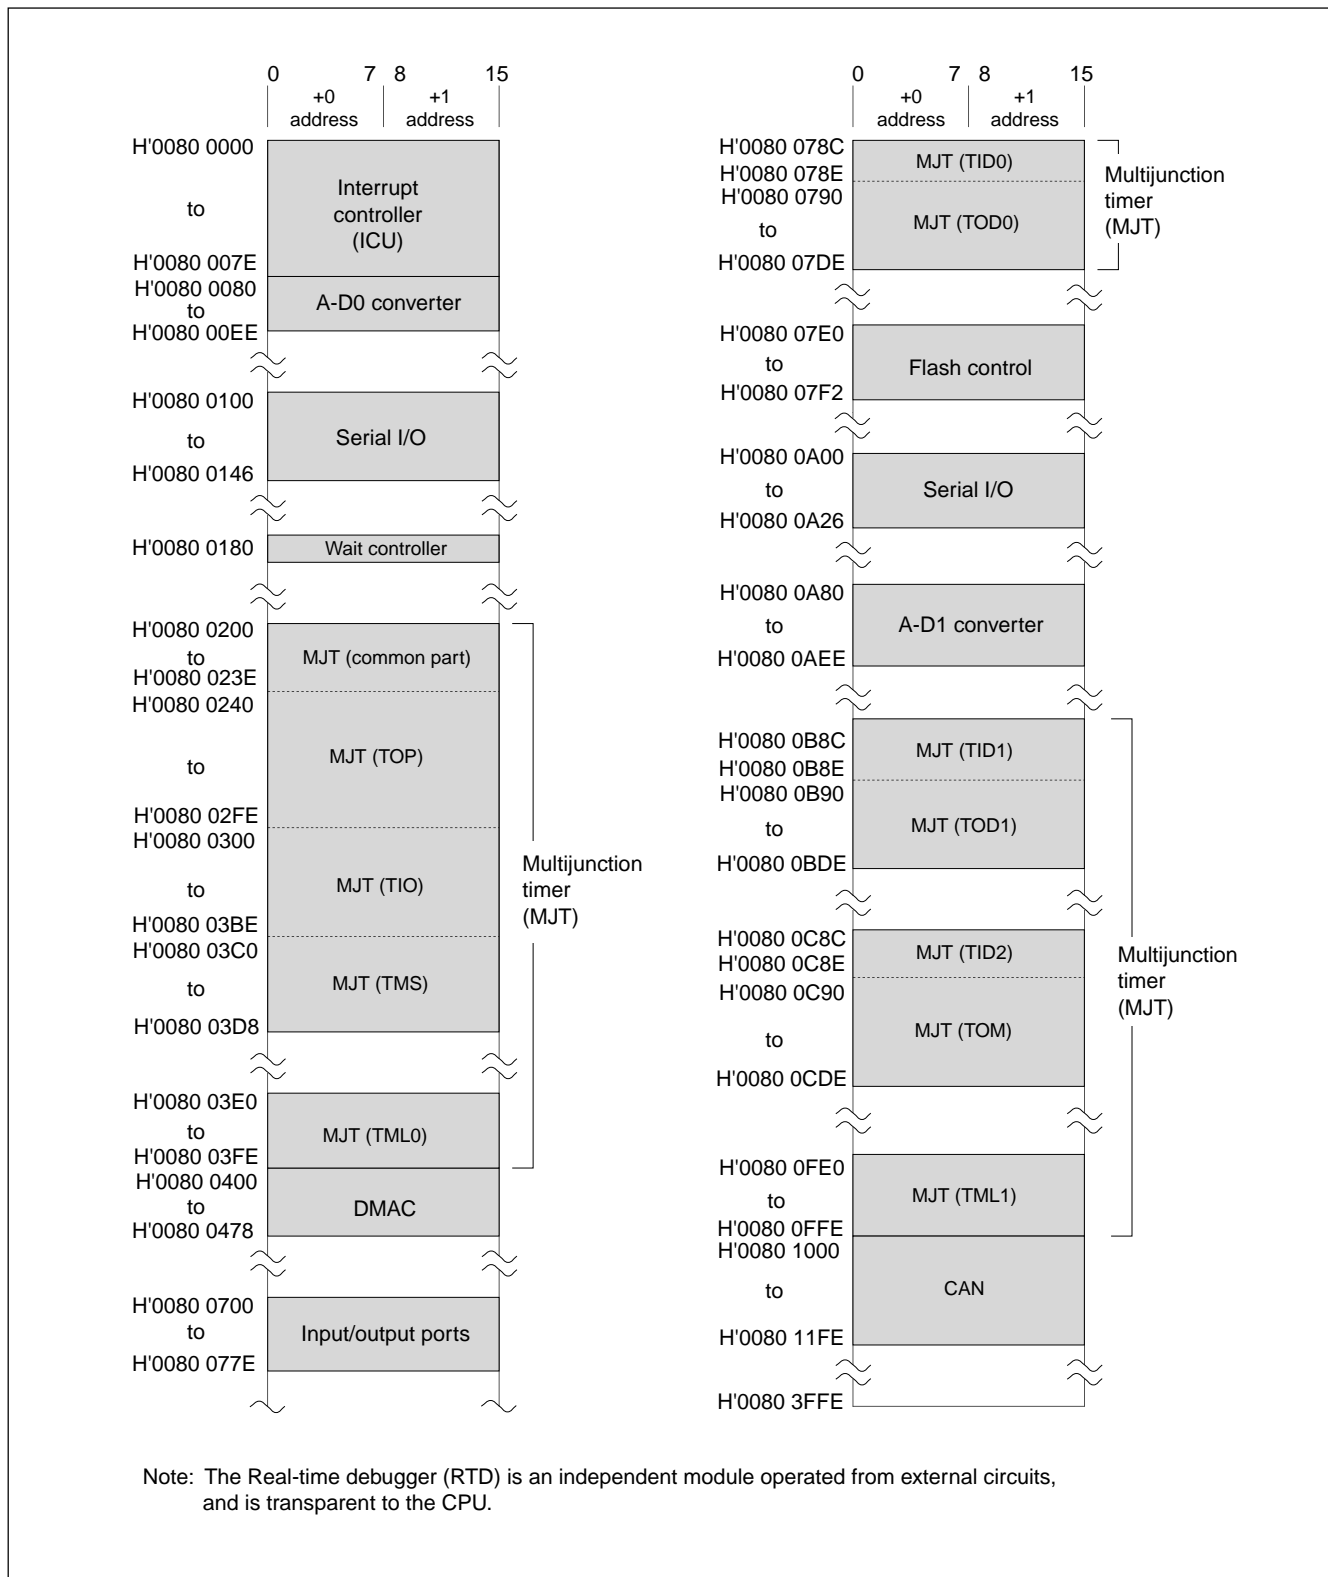 0 7 8 15
+0 address +1 address
H'0080 0000
to
H'0080 007E
Interrupt controller (ICU)
H'0080 0080
to
H'0080 00EE
A-D0 converter
H'0080 0100
to
H'0080 0146
Serial I/O
H'0080 0180
Wait controller
H'0080 0200
to
H'0080 023E
MJT (common part)
H'0080 0240
to
H'0080 02FE
MJT (TOP)
H'0080 0300
to
H'0080 03BE
MJT (TIO)
H'0080 03C0
to
H'0080 03D8
MJT (TMS)
H'0080 03E0
to
H'0080 03FE
MJT (TML0)
Multijunction
timer
(MJT)
H'0080 0400
to
H'0080 0478
DMAC
H'0080 0700
to
H'0080 077E
Input/output ports
0 7 8 15
+0 address +1 address
H'0080 078C
H'0080 078E
MJT (TID0)
H'0080 0790
to
H'0080 07DE
MJT (TOD0)
Multijunction
timer
(MJT)
H'0080 07E0
to
H'0080 07F2
Flash control
H'0080 0A00
to
H'0080 0A26
Serial I/O
H'0080 0A80
to
H'0080 0AEE
A-D1 converter
H'0080 0B8C
H'0080 0B8E
MJT (TID1)
H'0080 0B90
to
H'0080 0BDE
MJT (TOD1)
H'0080 0C8C
H'0080 0C8E
MJT (TID2)
H'0080 0C90
to
H'0080 0CDE
MJT (TOM)
H'0080 0FE0
to
H'0080 0FFE
MJT (TML1)
Multijunction
timer
(MJT)
H'0080 1000
to
H'0080 11FE
CAN
H'0080 3FFE
Note: The Real-time debugger (RTD) is an independent module operated from external circuits,
and is transparent to the CPU.